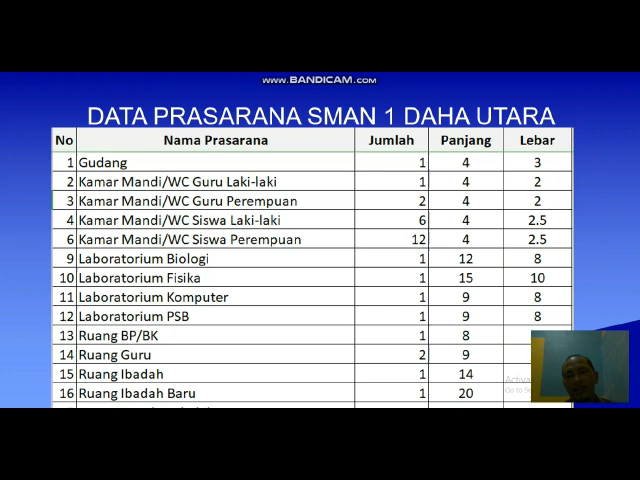 www.BANDICAM.com
DATA PRASARANA SMAN 1 DAHA UTARA
No Nama Prasarana Jumlah Panjang Lebar
1 Gudang 1 4 3
2 Kamar Mandi/WC Guru Laki-laki 1 4 2
3 Kamar Mandi/WC Guru Perempuan 2 4 2
4 Kamar Mandi/WC Siswa Laki-laki 6 4 2.5
6 Kamar Mandi/WC Siswa Perempuan 12 4 2.5
9 Laboratorium Biologi 1 12 8
10 Laboratorium Fisika 1 15 10
11 Laboratorium Komputer 1 9 8
12 Laboratorium PSB 1 9 8
13 Ruang BP/BK 1 8
14 Ruang Guru 2 9
15 Ruang Ibadah 1 14
Activa
16 Ruang Ibadah Baru 1 20
Go to Se